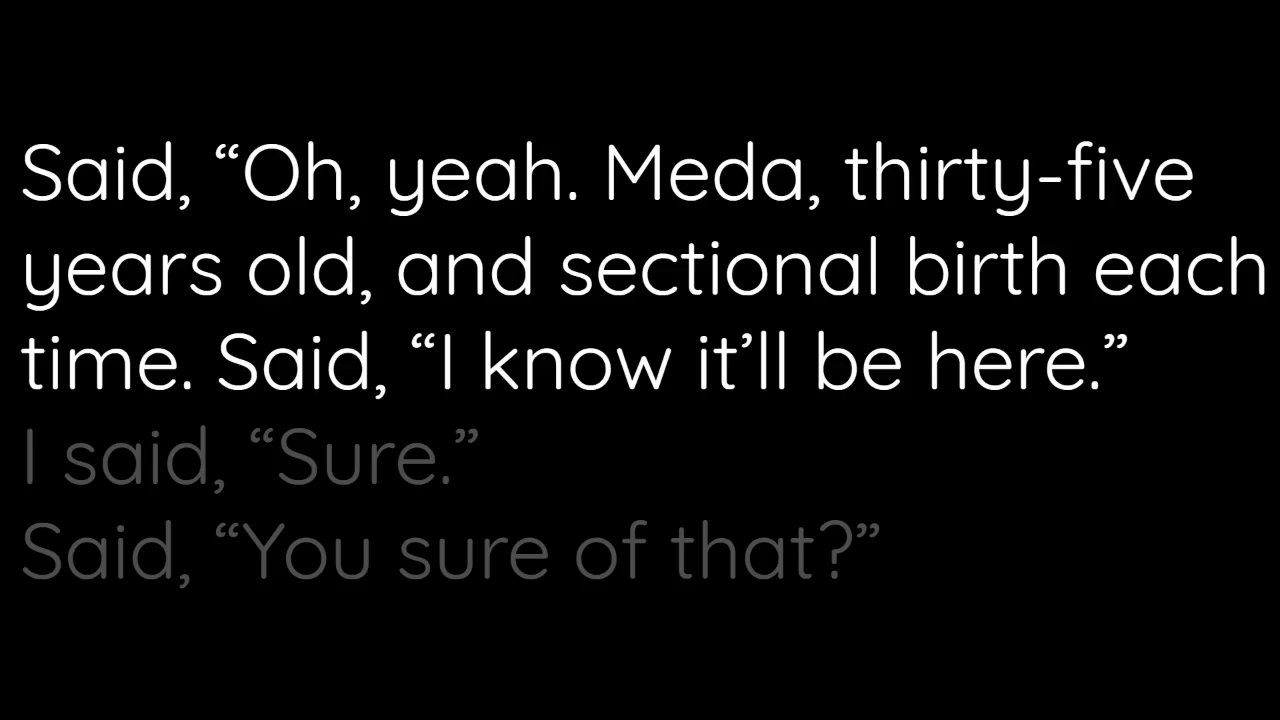 Said, “Oh, yeah. Meda, thirty-five
years old, and sectional birth each
time. Said, “I know it’ll be here.”
I said, “Sure.”
Said, “You sure of that?”